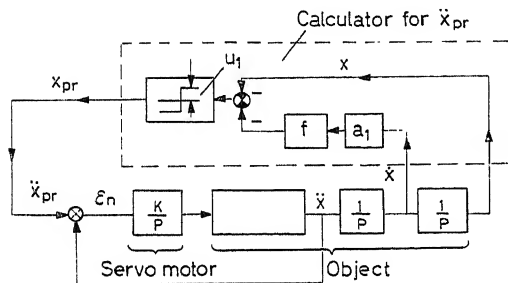 Calculator for ẍpr
u1
x
xpr
f
a1
ẋ
ẍpr
εn
K/P
ẍ
1/P
1/P
Servo motor
Object